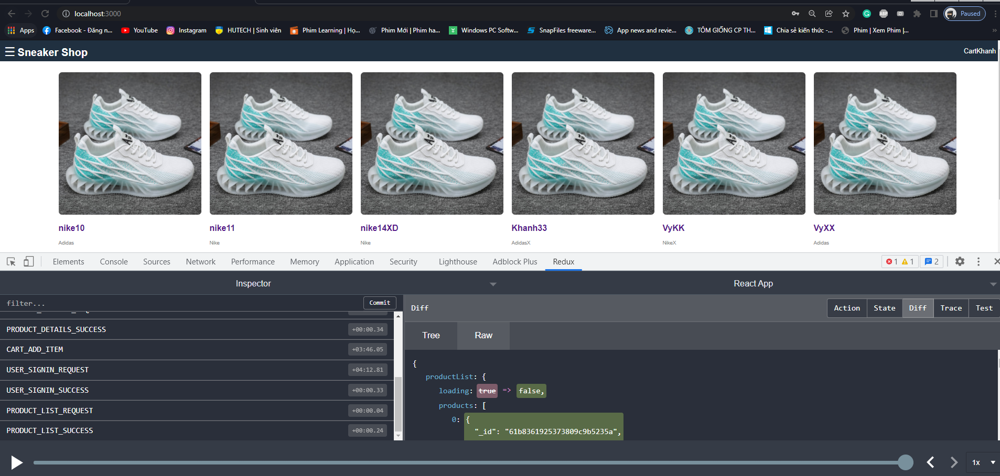 localhost:3000
ABP
Paused
Apps Facebook - Đăng n... YouTube Instagram HUTECH | Sinh viên Phim Learning | Họ... Phim Mới | Phim ha... Windows PC Softw... SnapFiles freeware... App news and revie... TÔM GIỐNG CP TH... Chia sẻ kiến thức -... Phim | Xem Phim |... »
☰ Sneaker Shop CartKhanh
nike10 nike11 nike14XD Khanh33 VyKK VyXX
Adidas Nike Nike AdidasX NikeX Adidas
Elements Console Sources Network Performance Memory Application Security Lighthouse Adblock Plus Redux 1 1 2
Inspector React App
filter... Commit
PRODUCT_DETAILS_SUCCESS +00:00.34
CART_ADD_ITEM +03:46.05
USER_SIGNIN_REQUEST +04:12.81
USER_SIGNIN_SUCCESS +00:00.33
PRODUCT_LIST_REQUEST +00:00.04
PRODUCT_LIST_SUCCESS +00:00.24
Diff Action State Diff Trace Test
Tree Raw
{
productList: {
loading: true => false,
products: [
0: {
"_id": "61b8361925373809c9b5235a",
1x